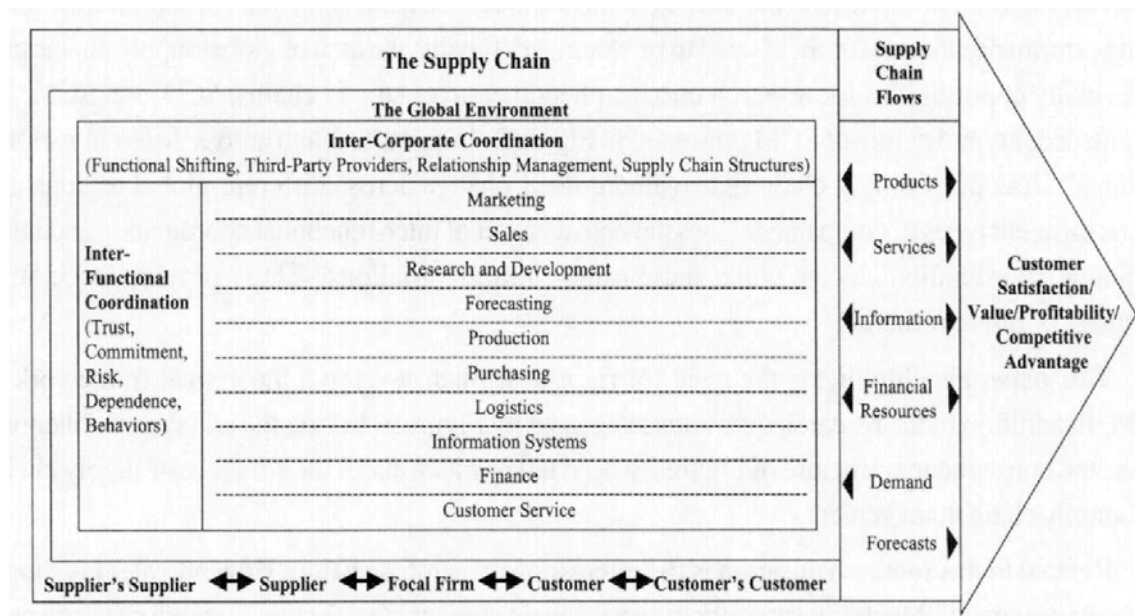 The Supply Chain
Supply
Chain
Flows
The Global Environment
Inter-Corporate Coordination
(Functional Shifting, Third-Party Providers, Relationship Management, Supply Chain Structures)
Inter-
Functional
Coordination
(Trust,
Commitment,
Risk,
Dependence,
Behaviors)
Marketing
Sales
Research and Development
Forecasting
Production
Purchasing
Logistics
Information Systems
Finance
Customer Service
Products
Services
Information
Financial
Resources
Demand
Forecasts
Customer
Satisfaction/
Value/Profitability/
Competitive
Advantage
Supplier's Supplier Supplier Focal Firm Customer Customer's Customer